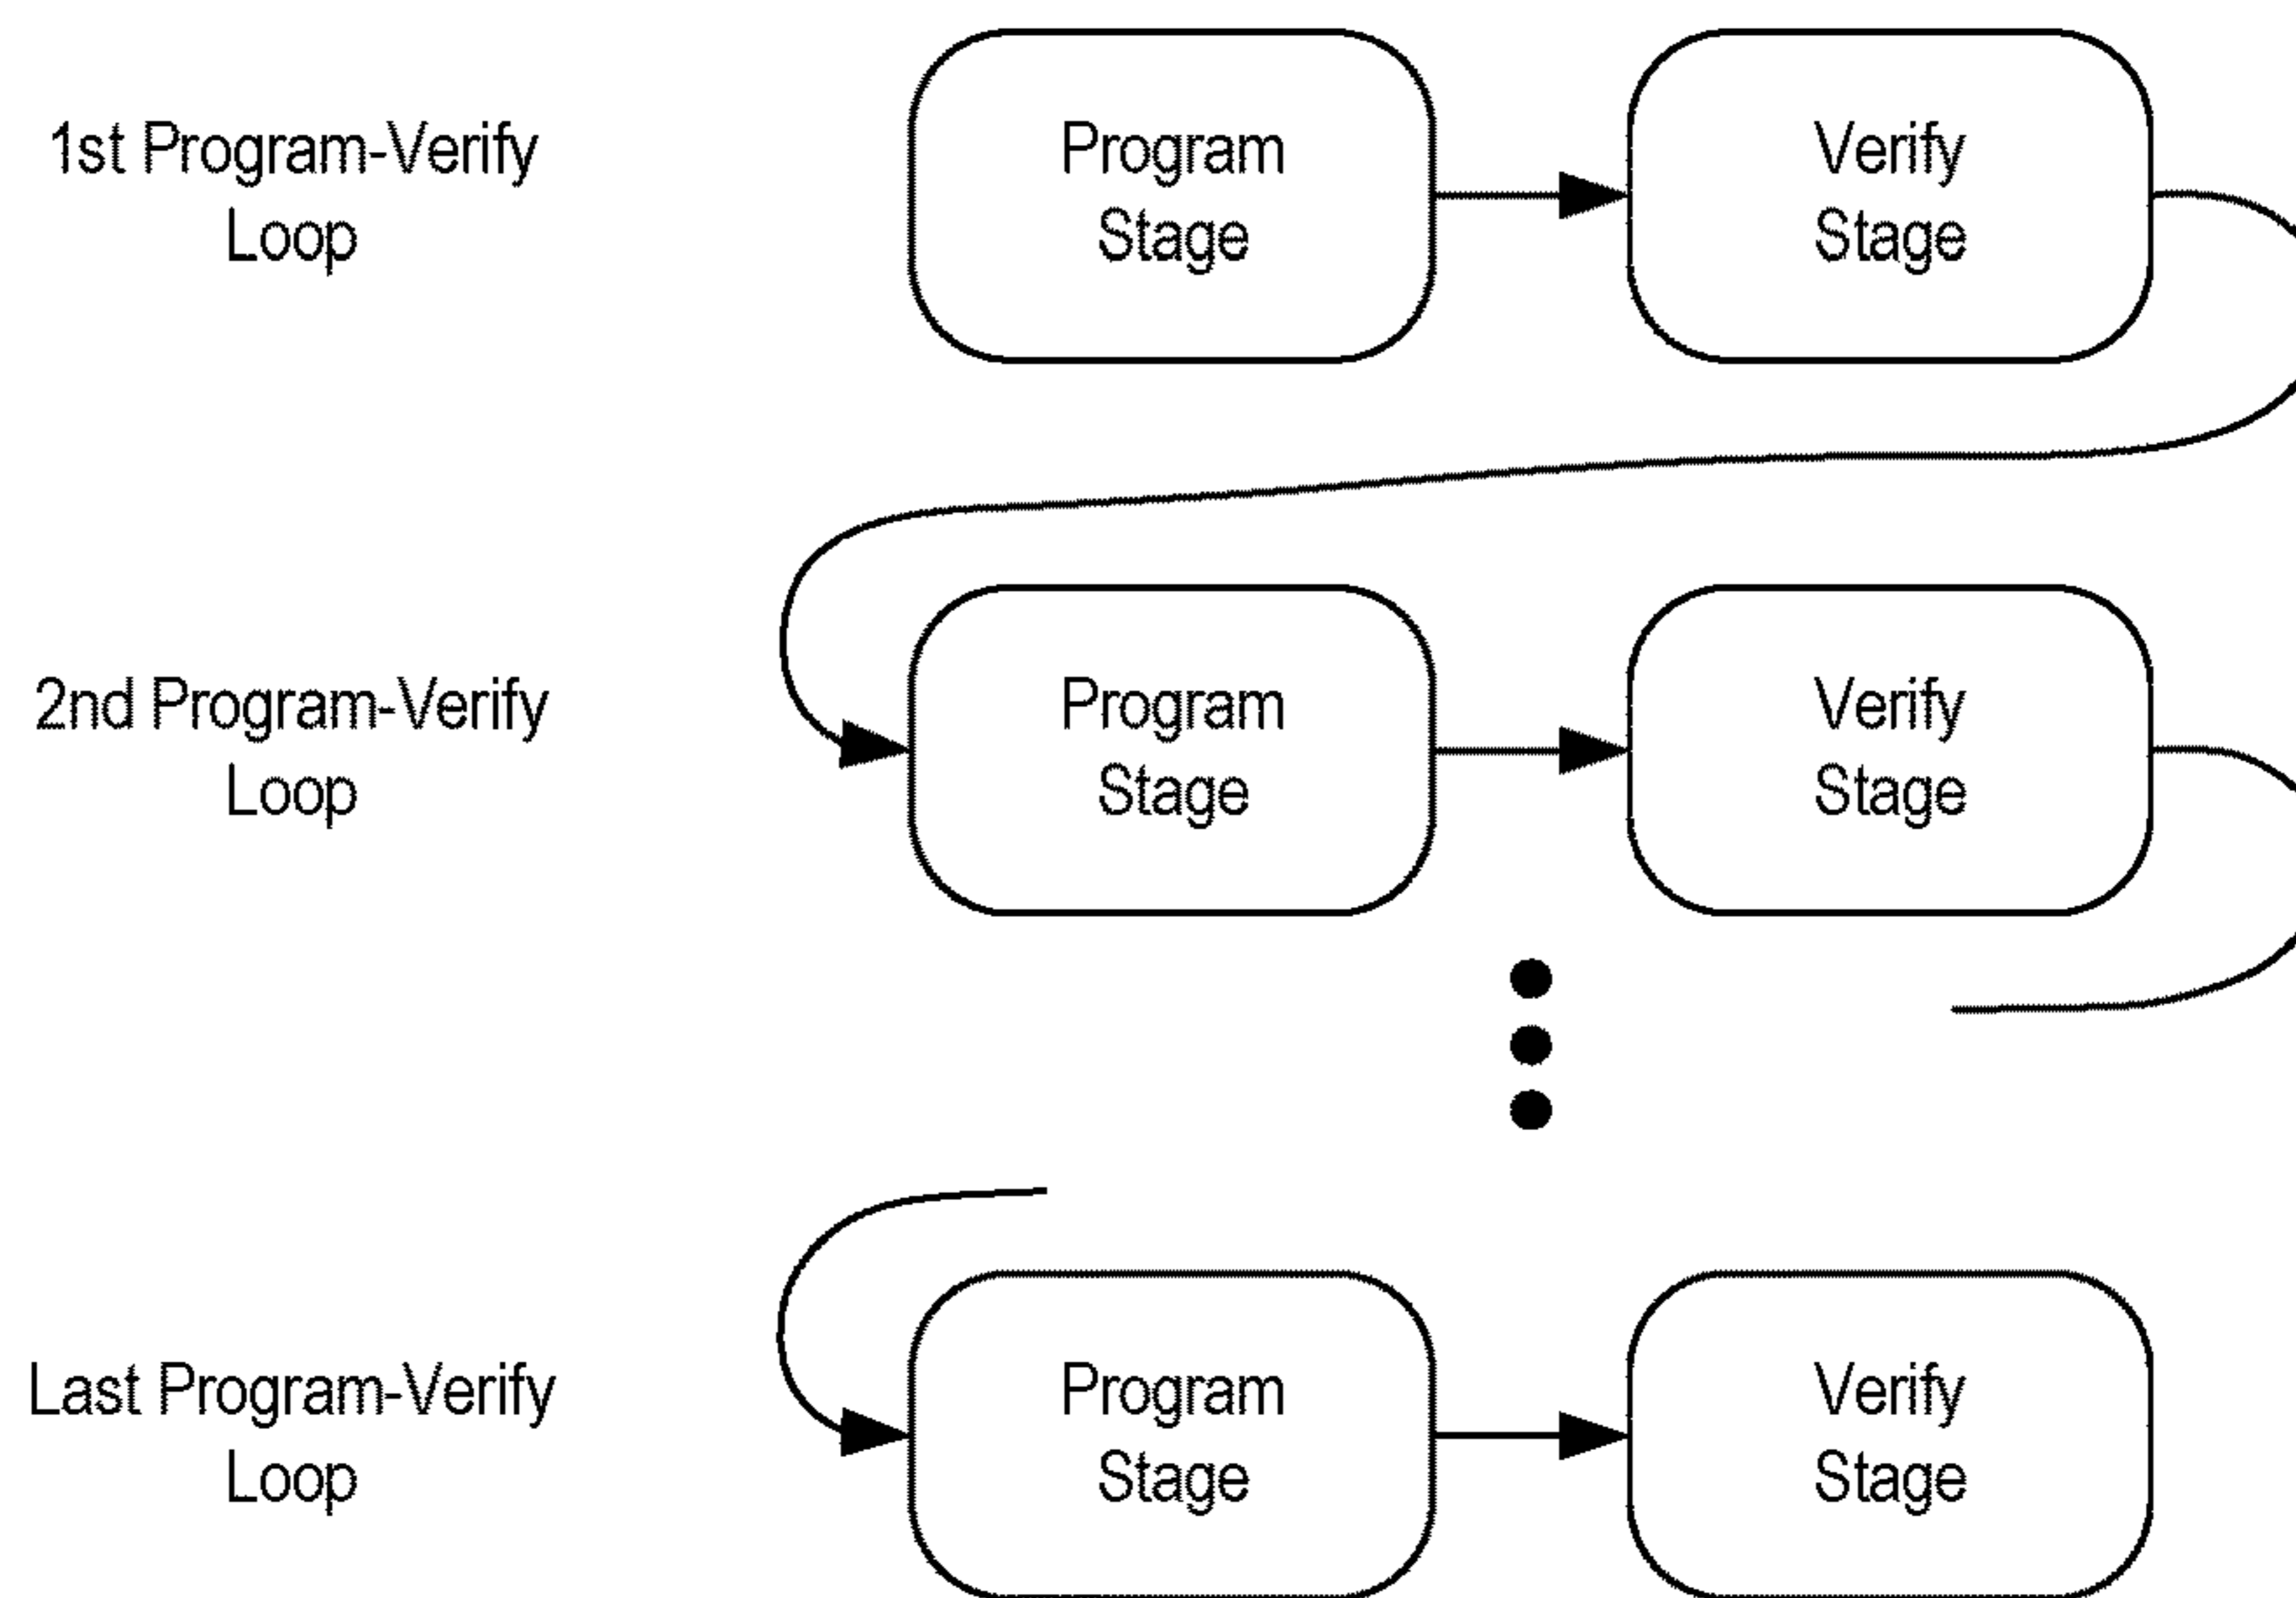 1st Program-Verify
Loop
Program
Stage
Verify
Stage
2nd Program-Verify
Loop
Program
Stage
Verify
Stage
Last Program-Verify
Loop
Program
Stage
Verify
Stage